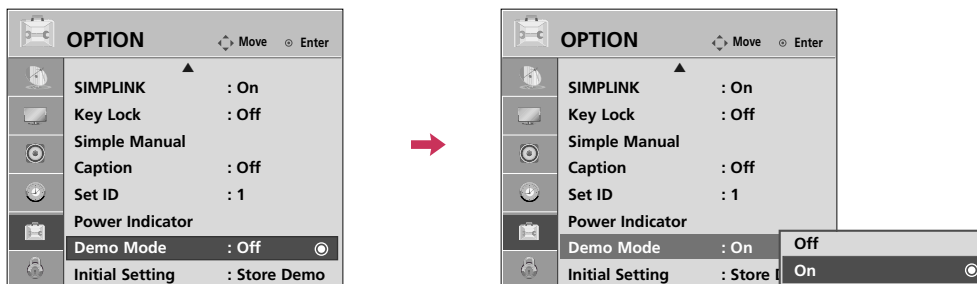 OPTION Move Enter
SIMPLINK : On
Key Lock : Off
Simple Manual
Caption : Off
Set ID : 1
Power Indicator
Demo Mode : Off
Initial Setting : Store Demo
OPTION Move Enter
SIMPLINK : On
Key Lock : Off
Simple Manual
Caption : Off
Set ID : 1
Power Indicator
Demo Mode : On
Initial Setting : Store
Off
On